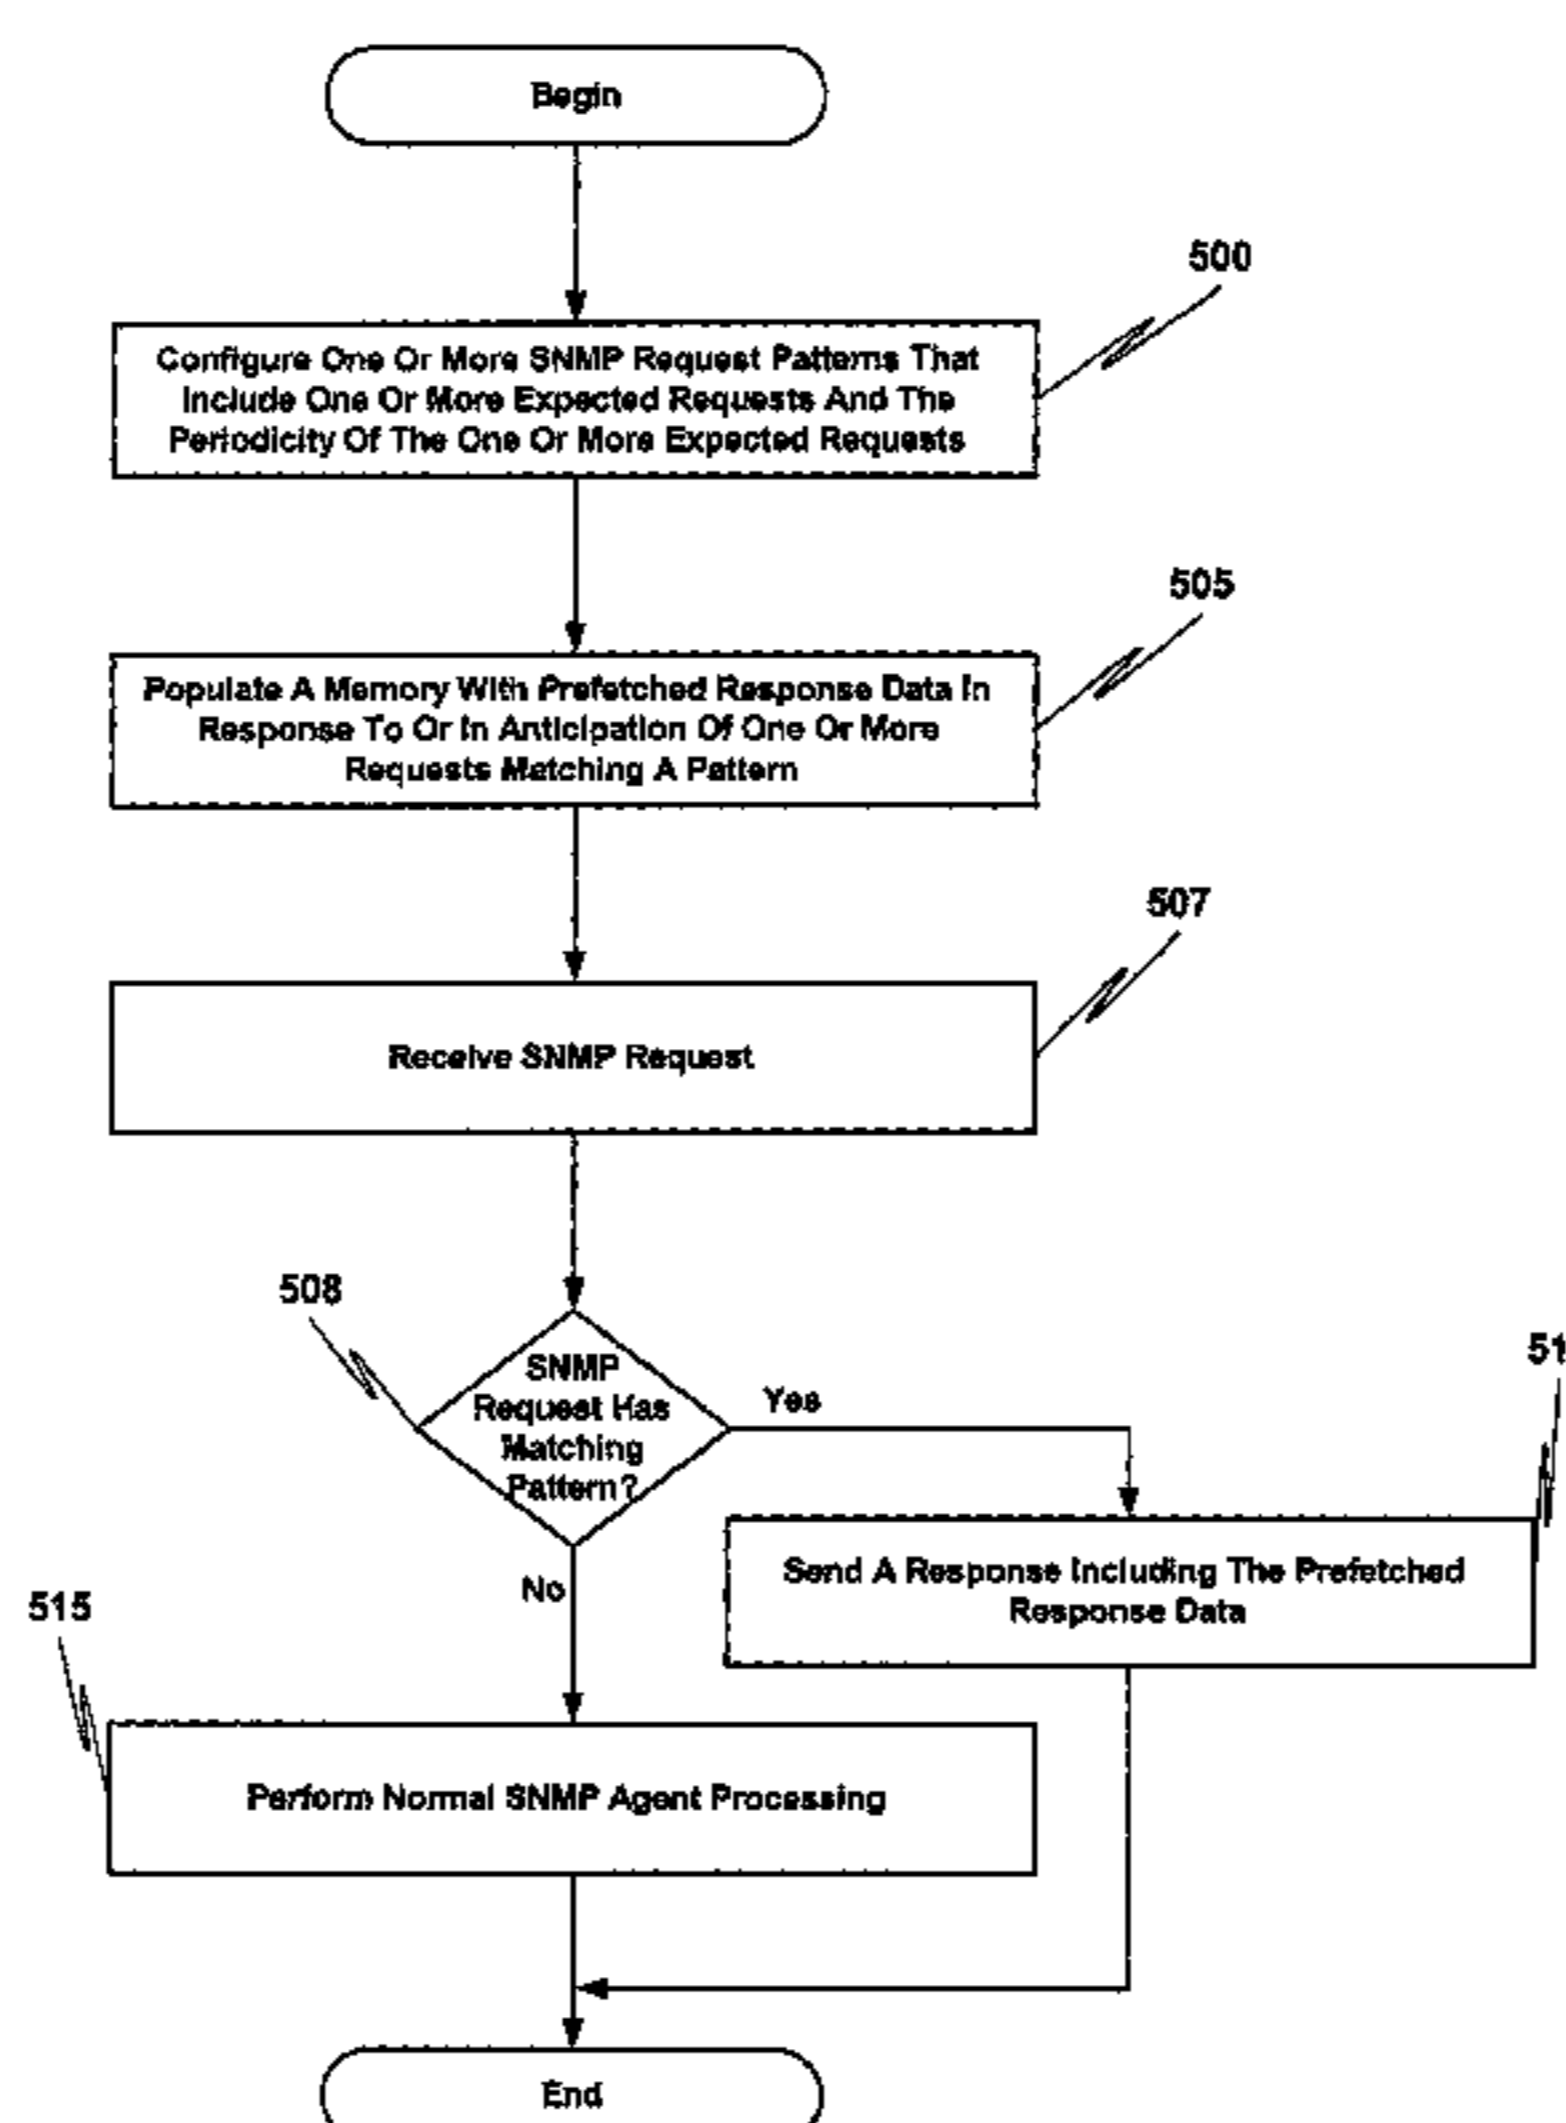 Begin
500
Configure One Or More SNMP Request Patterns That
Include One Or More Expected Requests And The
Periodicity Of The One Or More Expected Requests
505
Populate A Memory With Prefetched Response Data In
Response To Or In Anticipation Of One Or More
Requests Matching A Pattern
507
Receive SNMP Request
508
SNMP
Request Has
Matching
Pattern?
Yes
51
Send A Response Including The Prefetched
Response Data
No
515
Perform Normal SNMP Agent Processing
End